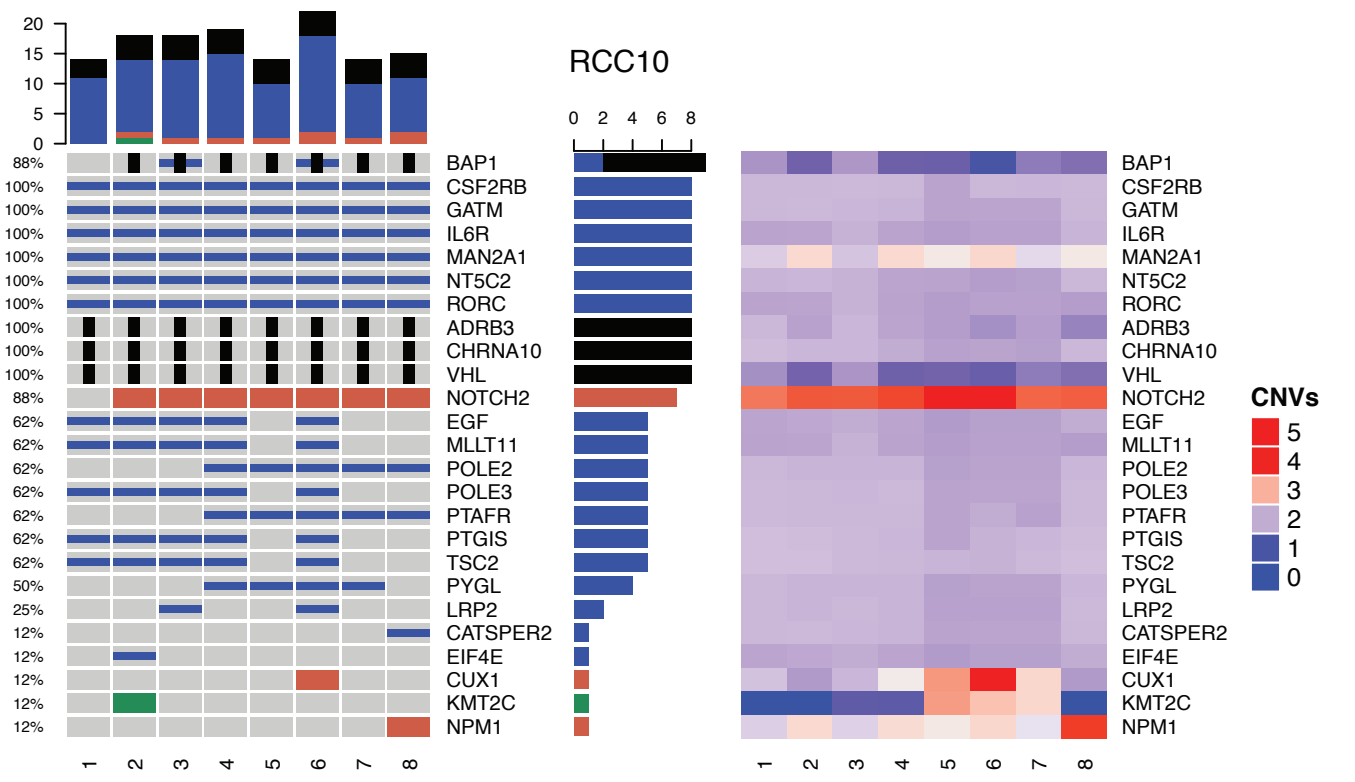 RCC10
20
15
10
5
0
0 2 4 6 8
88% BAP1 BAP1
100% CSF2RB CSF2RB
100% GATM GATM
100% IL6R IL6R
100% MAN2A1 MAN2A1
100% NT5C2 NT5C2
100% RORC RORC
100% ADRB3 ADRB3
100% CHRNA10 CHRNA10
100% VHL VHL
88% NOTCH2 NOTCH2
62% EGF EGF
62% MLLT11 MLLT11
62% POLE2 POLE2
62% POLE3 POLE3
62% PTAFR PTAFR
62% PTGIS PTGIS
62% TSC2 TSC2
50% PYGL PYGL
25% LRP2 LRP2
12% CATSPER2 CATSPER2
12% EIF4E EIF4E
12% CUX1 CUX1
12% KMT2C KMT2C
12% NPM1 NPM1
1 2 3 4 5 6 7 8
1 2 3 4 5 6 7 8
CNVs
5
4
3
2
1
0